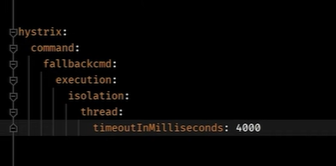 hystrix:
  command:
    fallbackcmd:
      execution:
        isolation:
          thread:
            timeoutInMilliseconds: 4000